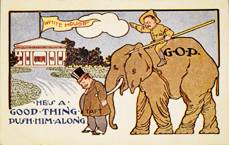 WHITE HOUSE
G.O.P.
HE'S A
GOOD THING
TAFT
PUSH HIM ALONG